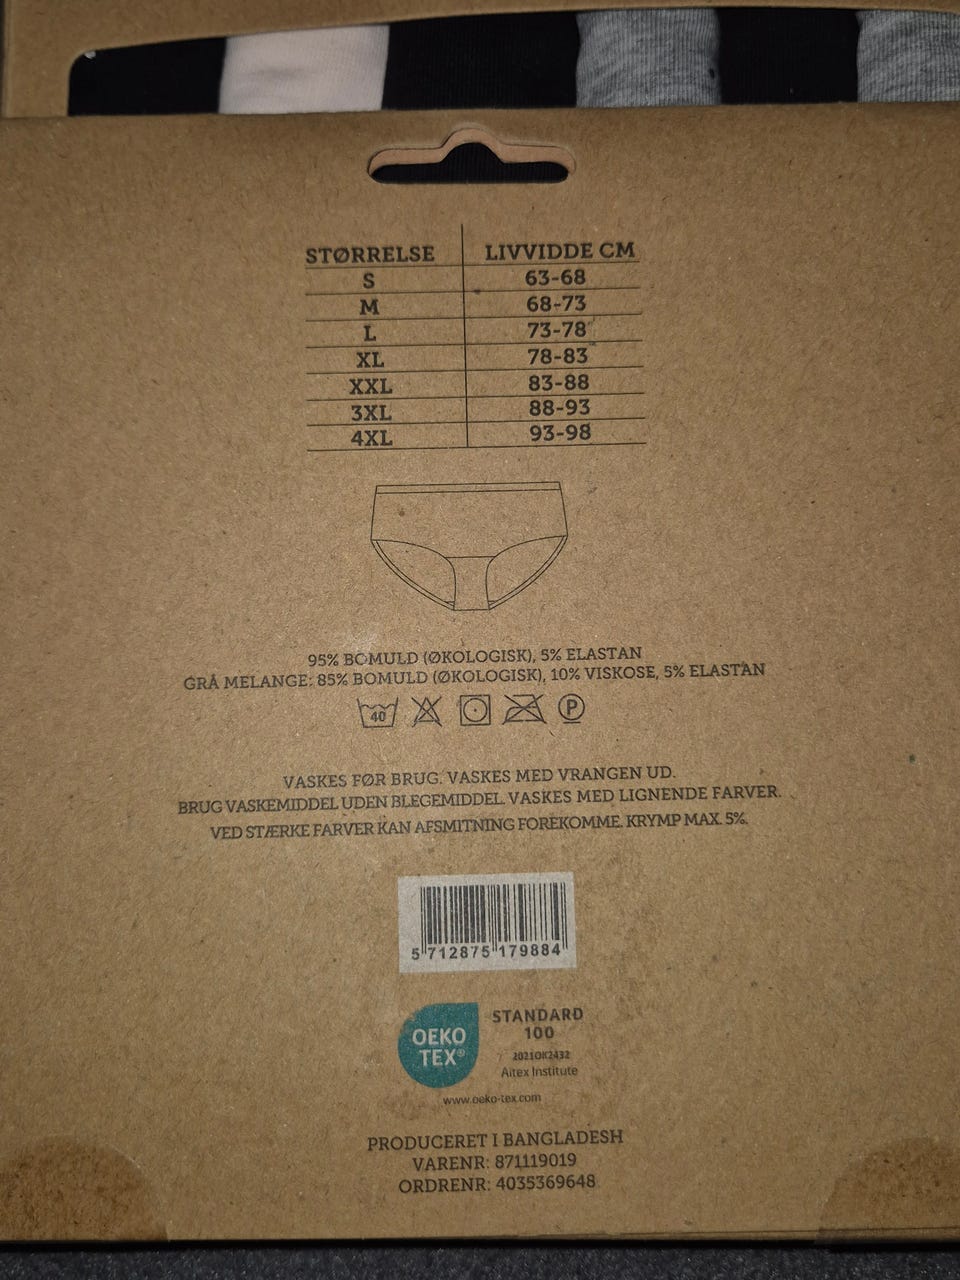 STØRRELSE LIVVIDDE CM
S 63-68
M 68-73
L 73-78
XL 78-83
XXL 83-88
3XL 88-93
4XL 93-98
95% BOMULD (ØKOLOGISK), 5% ELASTAN
GRÅ MELANGE: 85% BOMULD (ØKOLOGISK), 10% VISKOSE, 5% ELASTAN
40 P
VASKES FØR BRUG. VASKES MED VRANGEN UD.
BRUG VASKEMIDDEL UDEN BLEGEMIDDEL. VASKES MED LIGNENDE FARVER.
VED STÆRKE FARVER KAN AFSMITNING FOREKOMME. KRYMP MAX. 5%.
5 712875 179884
OEKO
TEX®
STANDARD
100
2021OK2432
Aitex Institute
www.oeko-tex.com
PRODUCERET I BANGLADESH
VARENR: 871119019
ORDRENR: 4035369648